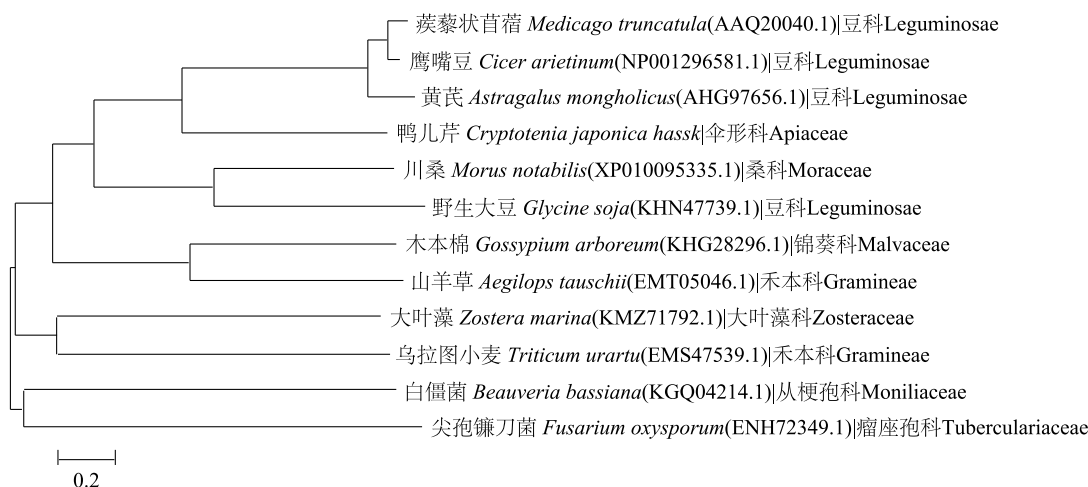 蒺藜状苜蓿 Medicago truncatula(AAQ20040.1)|豆科Leguminosae
鹰嘴豆 Cicer arietinum(NP001296581.1)|豆科Leguminosae
黄芪 Astragalus mongholicus(AHG97656.1)|豆科Leguminosae
鸭儿芹 Cryptotenia japonica hassk|伞形科Apiaceae
川桑 Morus notabilis(XP010095335.1)|桑科Moraceae
野生大豆 Glycine soja(KHN47739.1)|豆科Leguminosae
木本棉 Gossypium arboreum(KHG28296.1)|锦葵科Malvaceae
山羊草 Aegilops tauschii(EMT05046.1)|禾本科Gramineae
大叶藻 Zostera marina(KMZ71792.1)|大叶藻科Zosteraceae
乌拉图小麦 Triticum urartu(EMS47539.1)|禾本科Gramineae
白僵菌 Beauveria bassiana(KGQ04214.1)|从梗孢科Moniliaceae
尖孢镰刀菌 Fusarium oxysporum(ENH72349.1)|瘤座孢科Tuberculariaceae
0.2